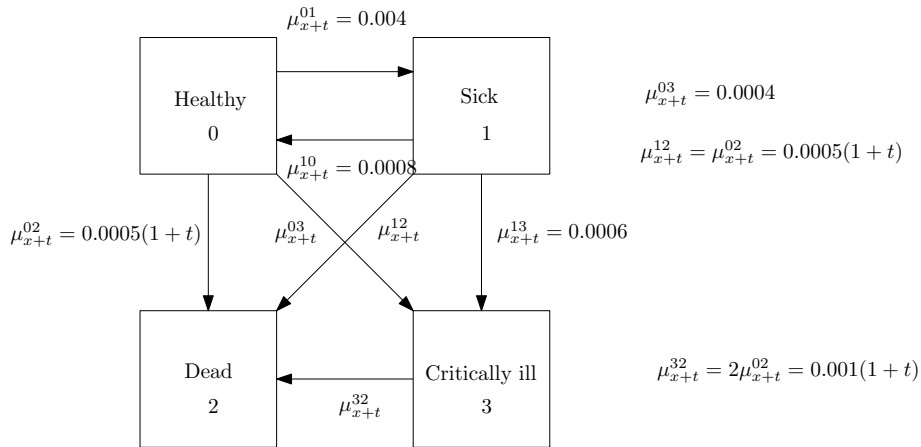 μ^{01}_{x+t} = 0.004
Healthy
0
Sick
1
μ^{03}_{x+t} = 0.0004
μ^{10}_{x+t} = 0.0008
μ^{12}_{x+t} = μ^{02}_{x+t} = 0.0005(1 + t)
μ^{02}_{x+t} = 0.0005(1 + t)
μ^{03}_{x+t}
μ^{12}_{x+t}
μ^{13}_{x+t} = 0.0006
Dead
2
Critically ill
3
μ^{32}_{x+t}
μ^{32}_{x+t} = 2μ^{02}_{x+t} = 0.001(1 + t)